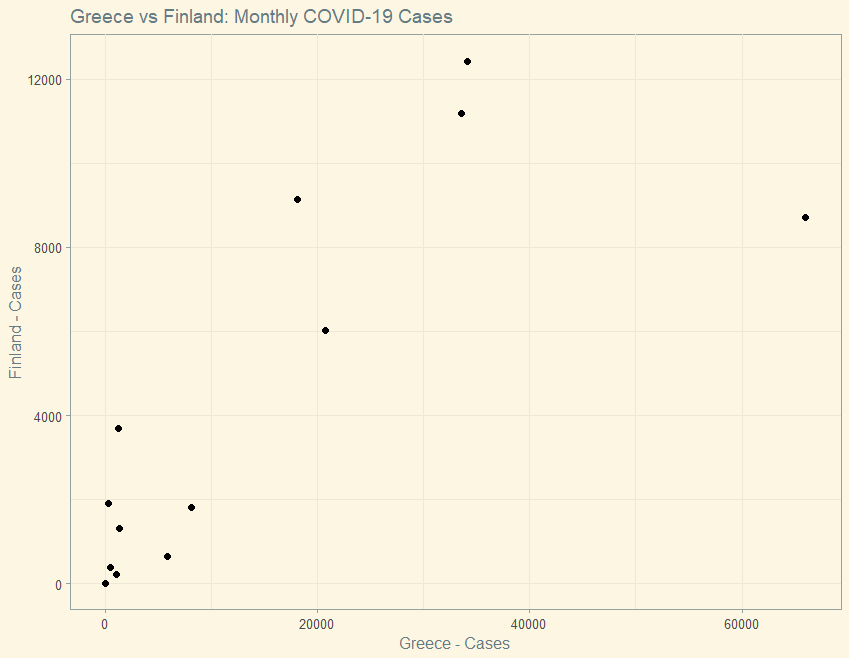 Greece vs Finland: Monthly COVID-19 Cases
12000
8000
4000
0
Finland - Cases
0 20000 40000 60000
Greece - Cases